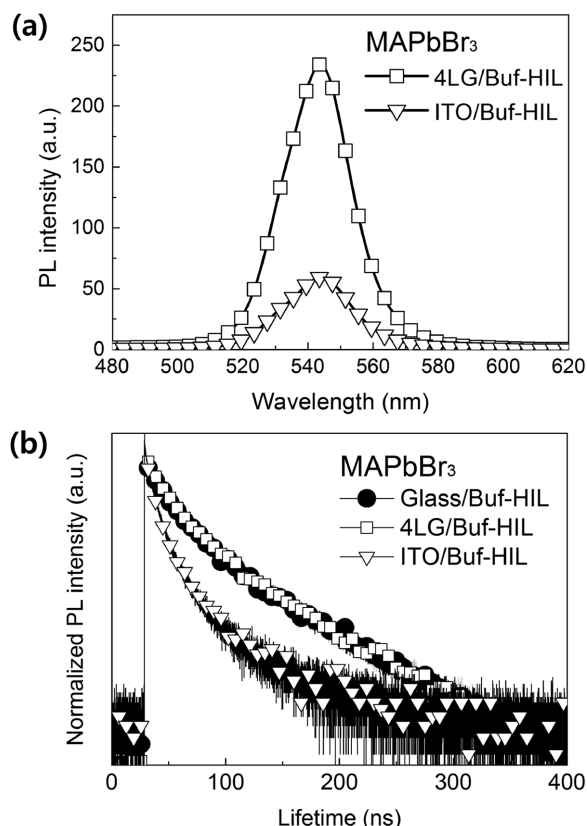 (a)
MAPbBr₃
4LG/Buf-HIL
ITO/Buf-HIL
PL intensity (a.u.)
250
200
150
100
50
0
480 500 520 540 560 580 600 620
Wavelength (nm)
(b)
MAPbBr₃
Glass/Buf-HIL
4LG/Buf-HIL
ITO/Buf-HIL
Normalized PL intensity (a.u.)
0 100 200 300 400
Lifetime (ns)